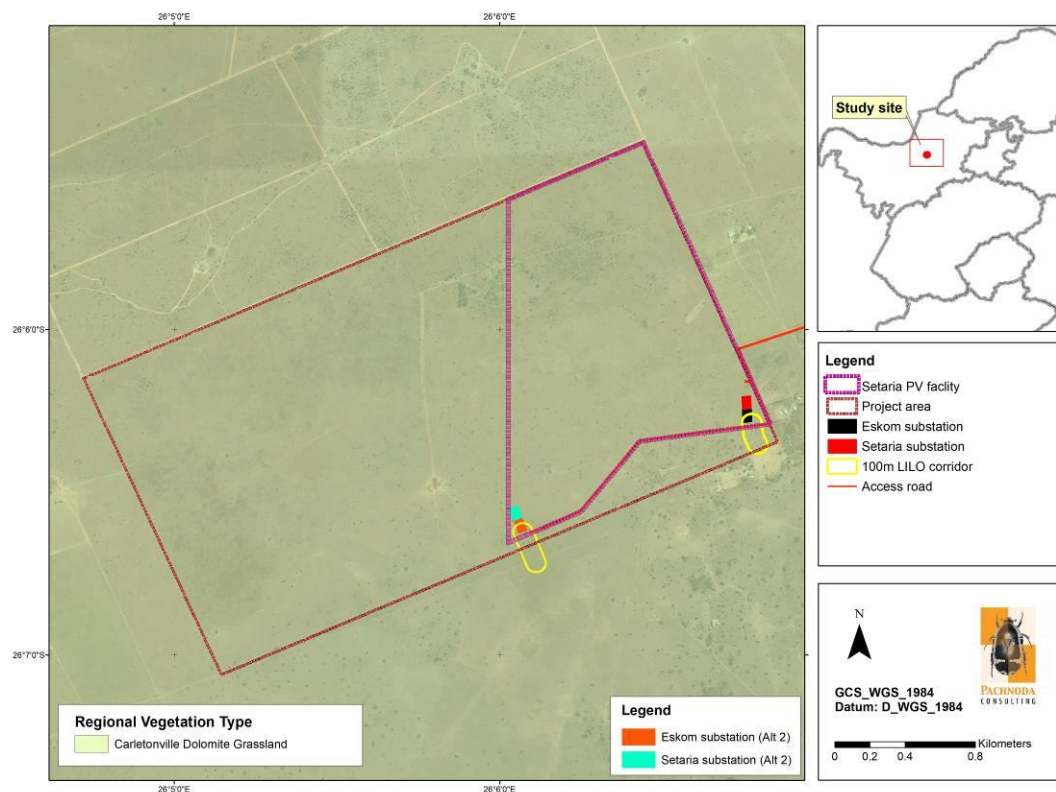 26°5'0"E
26°6'0"E
26°6'0"S
26°7'0"S
26°5'0"E
26°6'0"E
Regional Vegetation Type
Carletonville Dolomite Grassland
Legend
Eskom substation (Alt 2)
Setaria substation (Alt 2)
Study site
Legend
Setaria PV faclity
Project area
Eskom substation
Setaria substation
100m LILO corridor
Access road
N
PACHNODA
CONSULTING
GCS_WGS_1984
Datum: D_WGS_1984
Kilometers
0 0.2 0.4 0.8